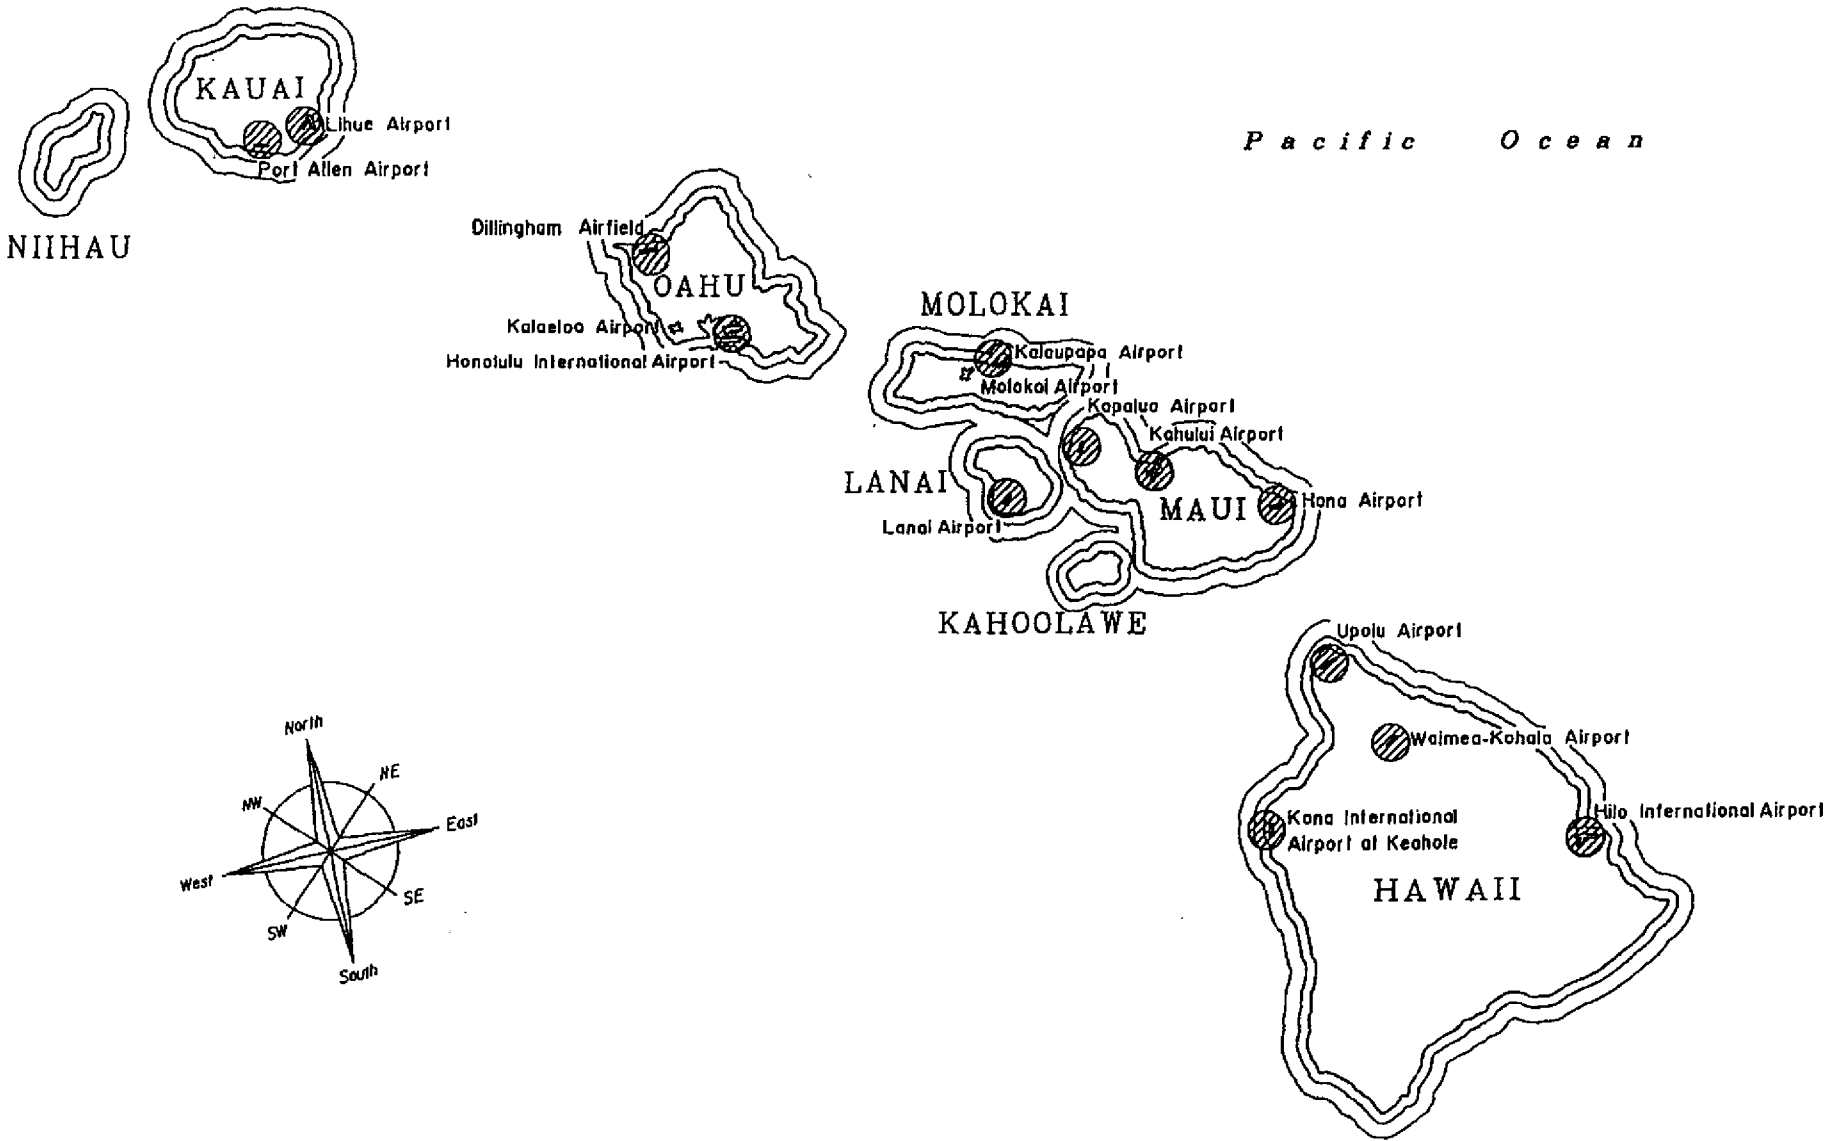 KAUAI
Lihue Airport
Port Allen Airport
NIIHAU
Pacific Ocean
Dillingham Airfield
OAHU
Kalaeloa Airport
Honolulu International Airport
MOLOKAI
Kalaupapa Airport
Molokai Airport
Kapalua Airport
Kahului Airport
LANAI
Lanai Airport
MAUI
Hana Airport
KAHOOLAWE
Upolu Airport
Waimea-Kohala Airport
Kona International
Airport at Keahole
Hilo International Airport
HAWAII
North
NE
NW
East
West
SE
SW
South